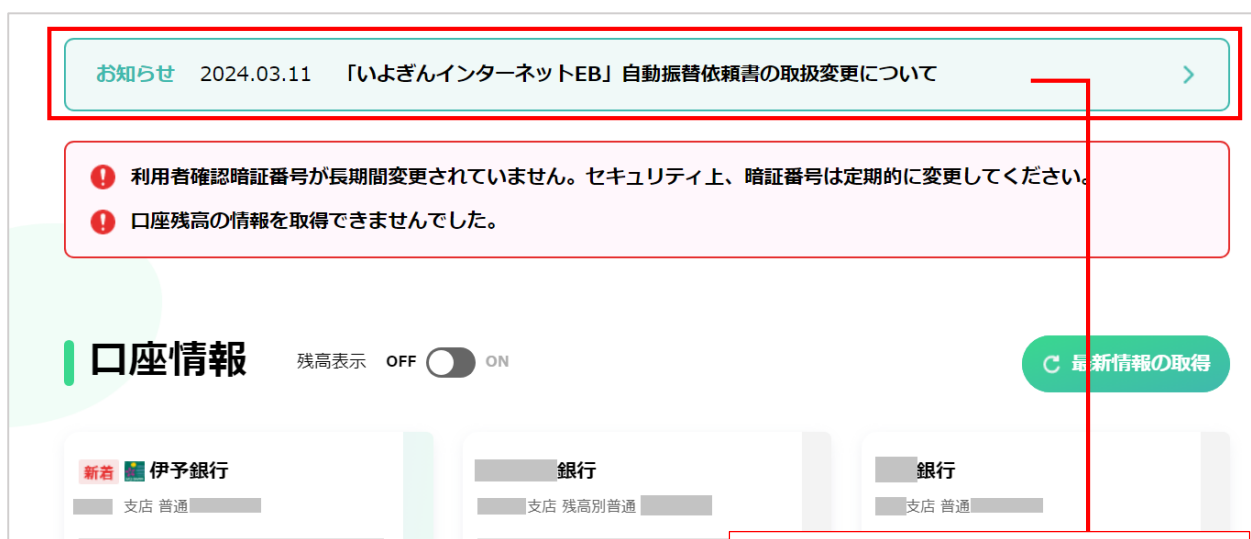 お知らせ 2024.03.11 「いよぎんインターネットEB」自動振替依頼書の取扱変更について
利用者確認暗証番号が長期間変更されていません。セキュリティ上、暗証番号は定期的に変更してください。
口座残高の情報を取得できませんでした。
口座情報 残高表示 OFF ON 最新情報の取得
新着 伊予銀行 銀行 銀行
支店 普通 支店 残高別普通 支店 普通